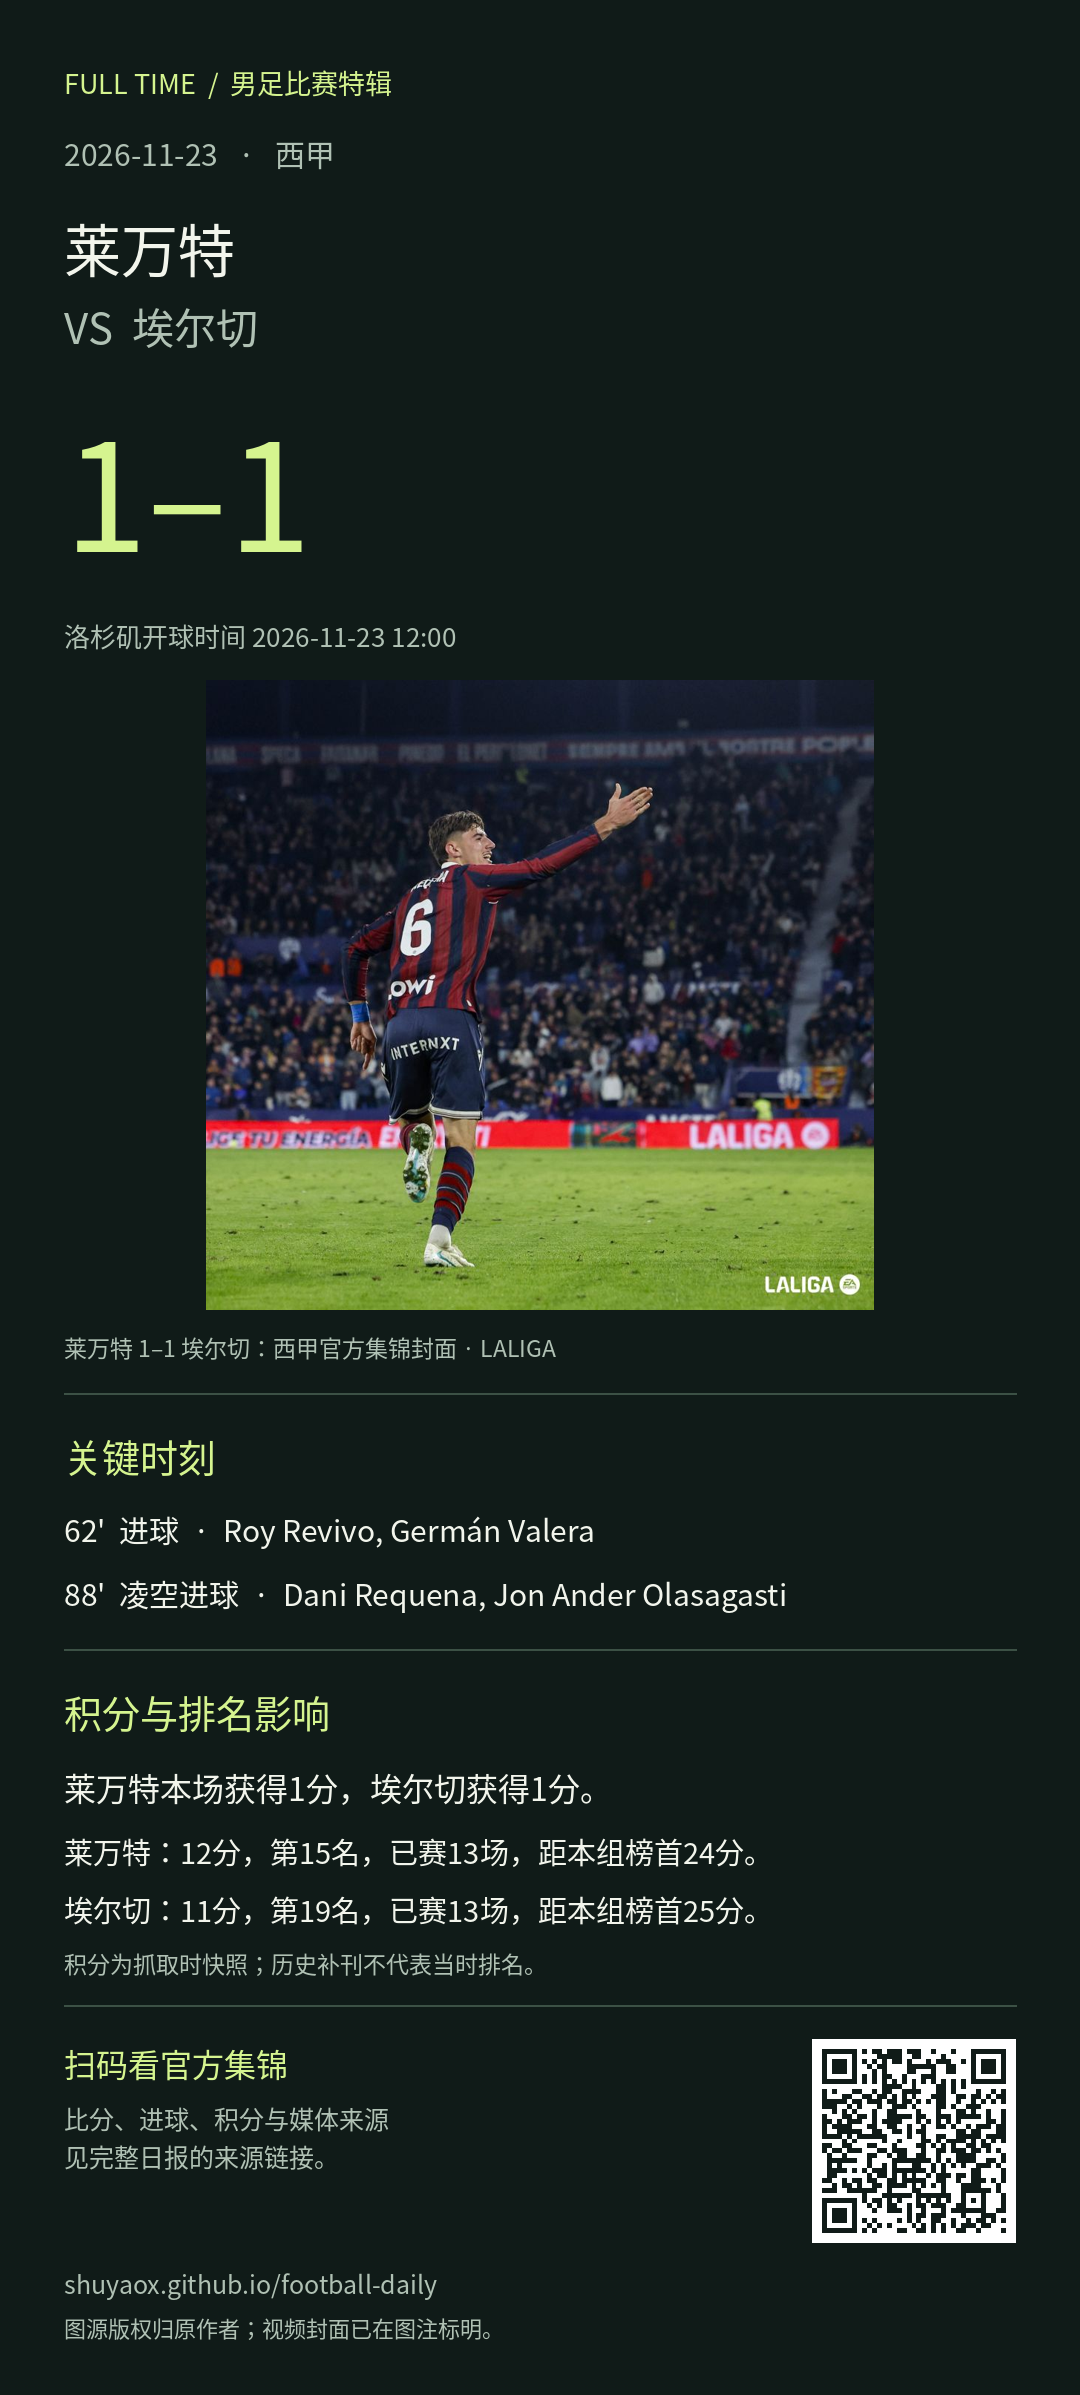 FULL TIME / 男足比赛特辑
2026-11-23 · 西甲
莱万特
VS 埃尔切
1–1
洛杉矶开球时间 2026-11-23 12:00
SEMPRE
6
INTERNXT
TU ENERGÍA
LALIGA
LALIGA
莱万特 1–1 埃尔切：西甲官方集锦封面 · LALIGA
关键时刻
62' 进球 · Roy Revivo, Germán Valera
88' 凌空进球 · Dani Requena, Jon Ander Olasagasti
积分与排名影响
莱万特本场获得1分，埃尔切获得1分。
莱万特：12分，第15名，已赛13场，距本组榜首24分。
埃尔切：11分，第19名，已赛13场，距本组榜首25分。
积分为抓取时快照；历史补刊不代表当时排名。
扫码看官方集锦
比分、进球、积分与媒体来源
见完整日报的来源链接。
shuyaox.github.io/football-daily
图源版权归原作者；视频封面已在图注标明。